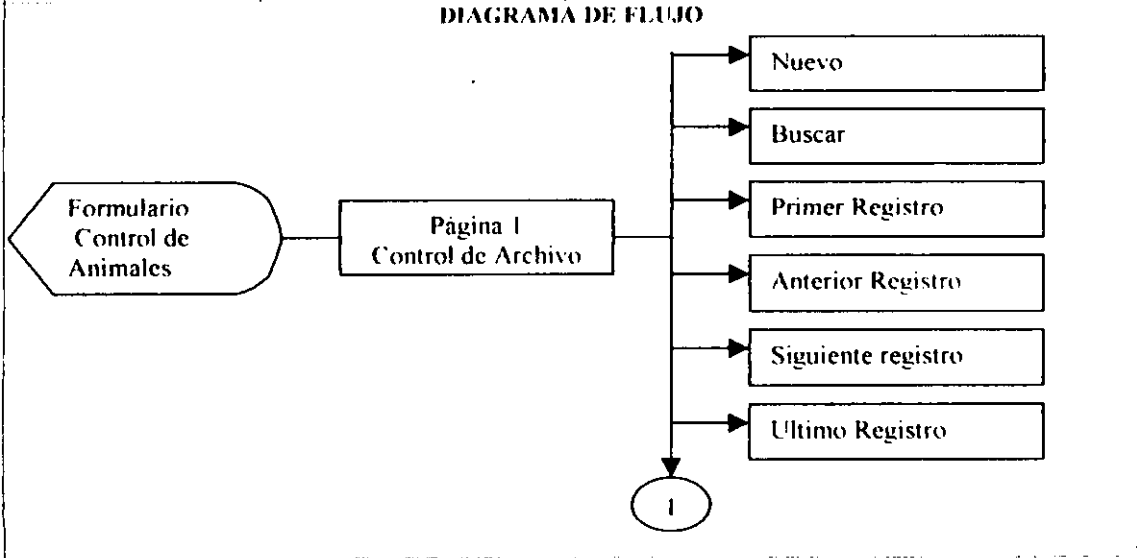 DIAGRAMA DE FLUJO
Formulario
Control de
Animales
Página 1
Control de Archivo
Nuevo
Buscar
Primer Registro
Anterior Registro
Siguiente registro
Ultimo Registro
1